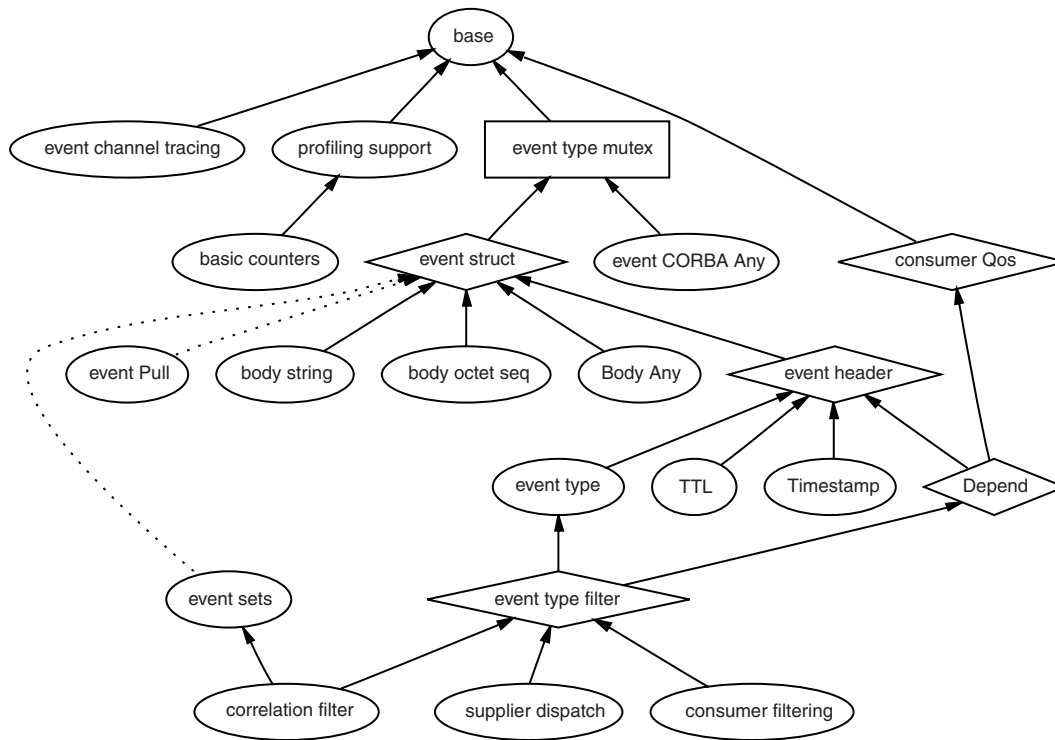 base
event channel tracing
profiling support
event type mutex
basic counters
event struct
event CORBA Any
consumer Qos
event Pull
body string
body octet seq
Body Any
event header
event type
TTL
Timestamp
Depend
event sets
event type filter
correlation filter
supplier dispatch
consumer filtering